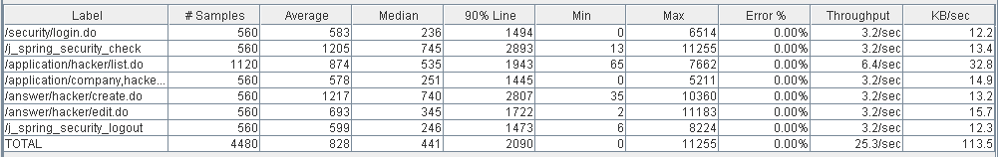 Label # Samples Average Median 90% Line Min Max Error % Throughput KB/sec
/security/login.do 560 583 236 1494 0 6514 0.00% 3.2/sec 12.2
/j_spring_security_check 560 1205 745 2893 13 11255 0.00% 3.2/sec 13.4
/application/hacker/list.do 1120 874 535 1943 65 7662 0.00% 6.4/sec 32.8
/application/company,hacke... 560 578 251 1445 0 5211 0.00% 3.2/sec 14.9
/answer/hacker/create.do 560 1217 740 2807 35 10360 0.00% 3.2/sec 13.2
/answer/hacker/edit.do 560 693 345 1722 2 11183 0.00% 3.2/sec 15.7
/j_spring_security_logout 560 599 246 1473 6 8224 0.00% 3.2/sec 12.3
TOTAL 4480 828 441 2090 0 11255 0.00% 25.3/sec 113.5